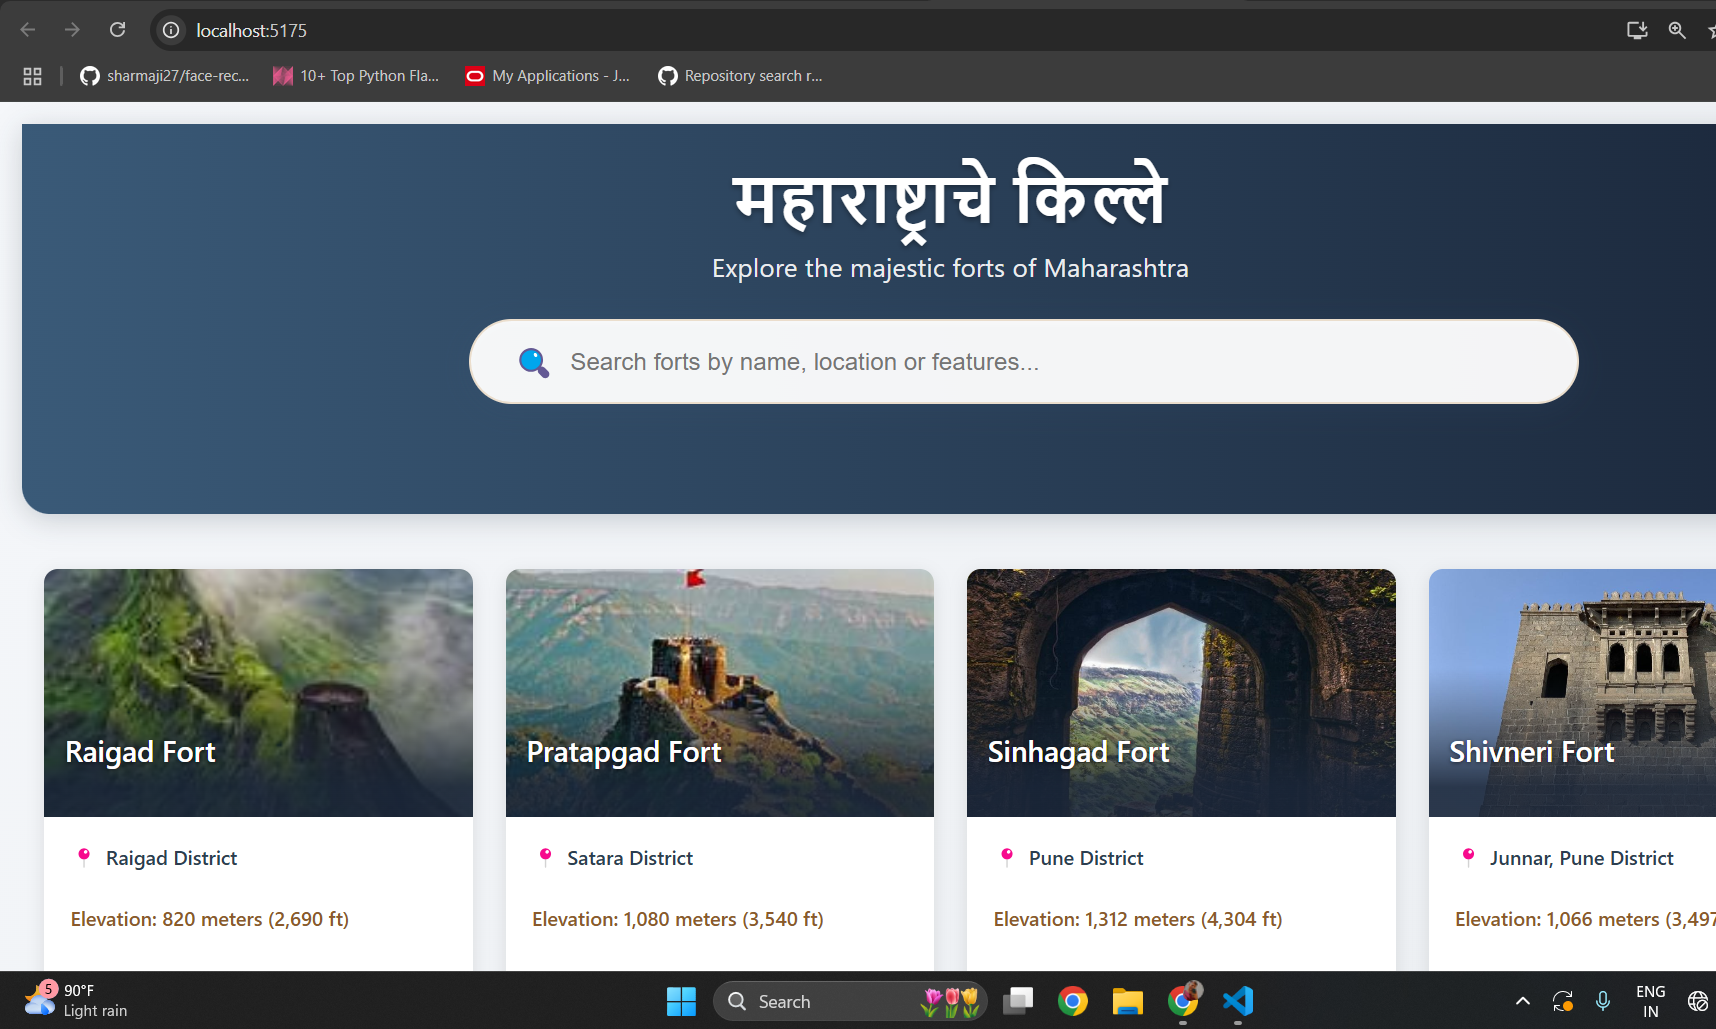 localhost:5175
sharmaji27/face-rec...
10+ Top Python Fla...
My Applications - J...
Repository search r...
महाराष्ट्राचे किल्ले
Explore the majestic forts of Maharashtra
Search forts by name, location or features...
Raigad Fort
Pratapgad Fort
Sinhagad Fort
Shivneri Fort
Raigad District
Satara District
Pune District
Junnar, Pune District
Elevation: 820 meters (2,690 ft)
Elevation: 1,080 meters (3,540 ft)
Elevation: 1,312 meters (4,304 ft)
Elevation: 1,066 meters (3,497
5
90°F
Light rain
Search
ENG
IN